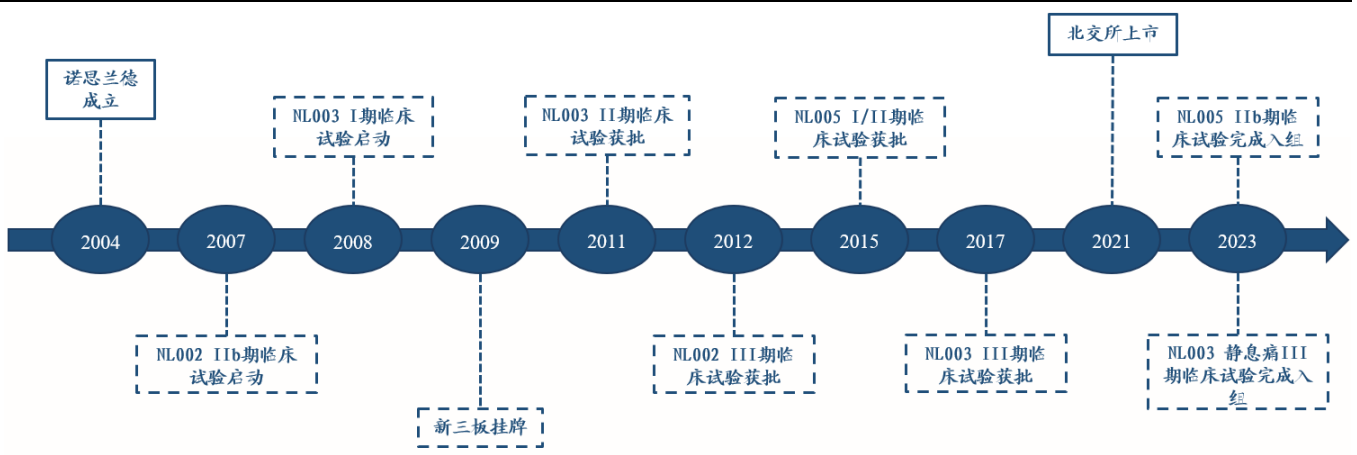 北交所上市
诺思兰德
成立
NL003 I期临床
试验启动
NL003 II期临床
试验获批
NL005 I/II期临
床试验获批
NL005 IIb期临
床试验完成入组
2004
2007
2008
2009
2011
2012
2015
2017
2021
2023
NL002 IIb期临床
试验启动
新三板挂牌
NL002 III期临
床试验获批
NL003 III期临
床试验获批
NL003 静息痛III
期临床试验完成入
组